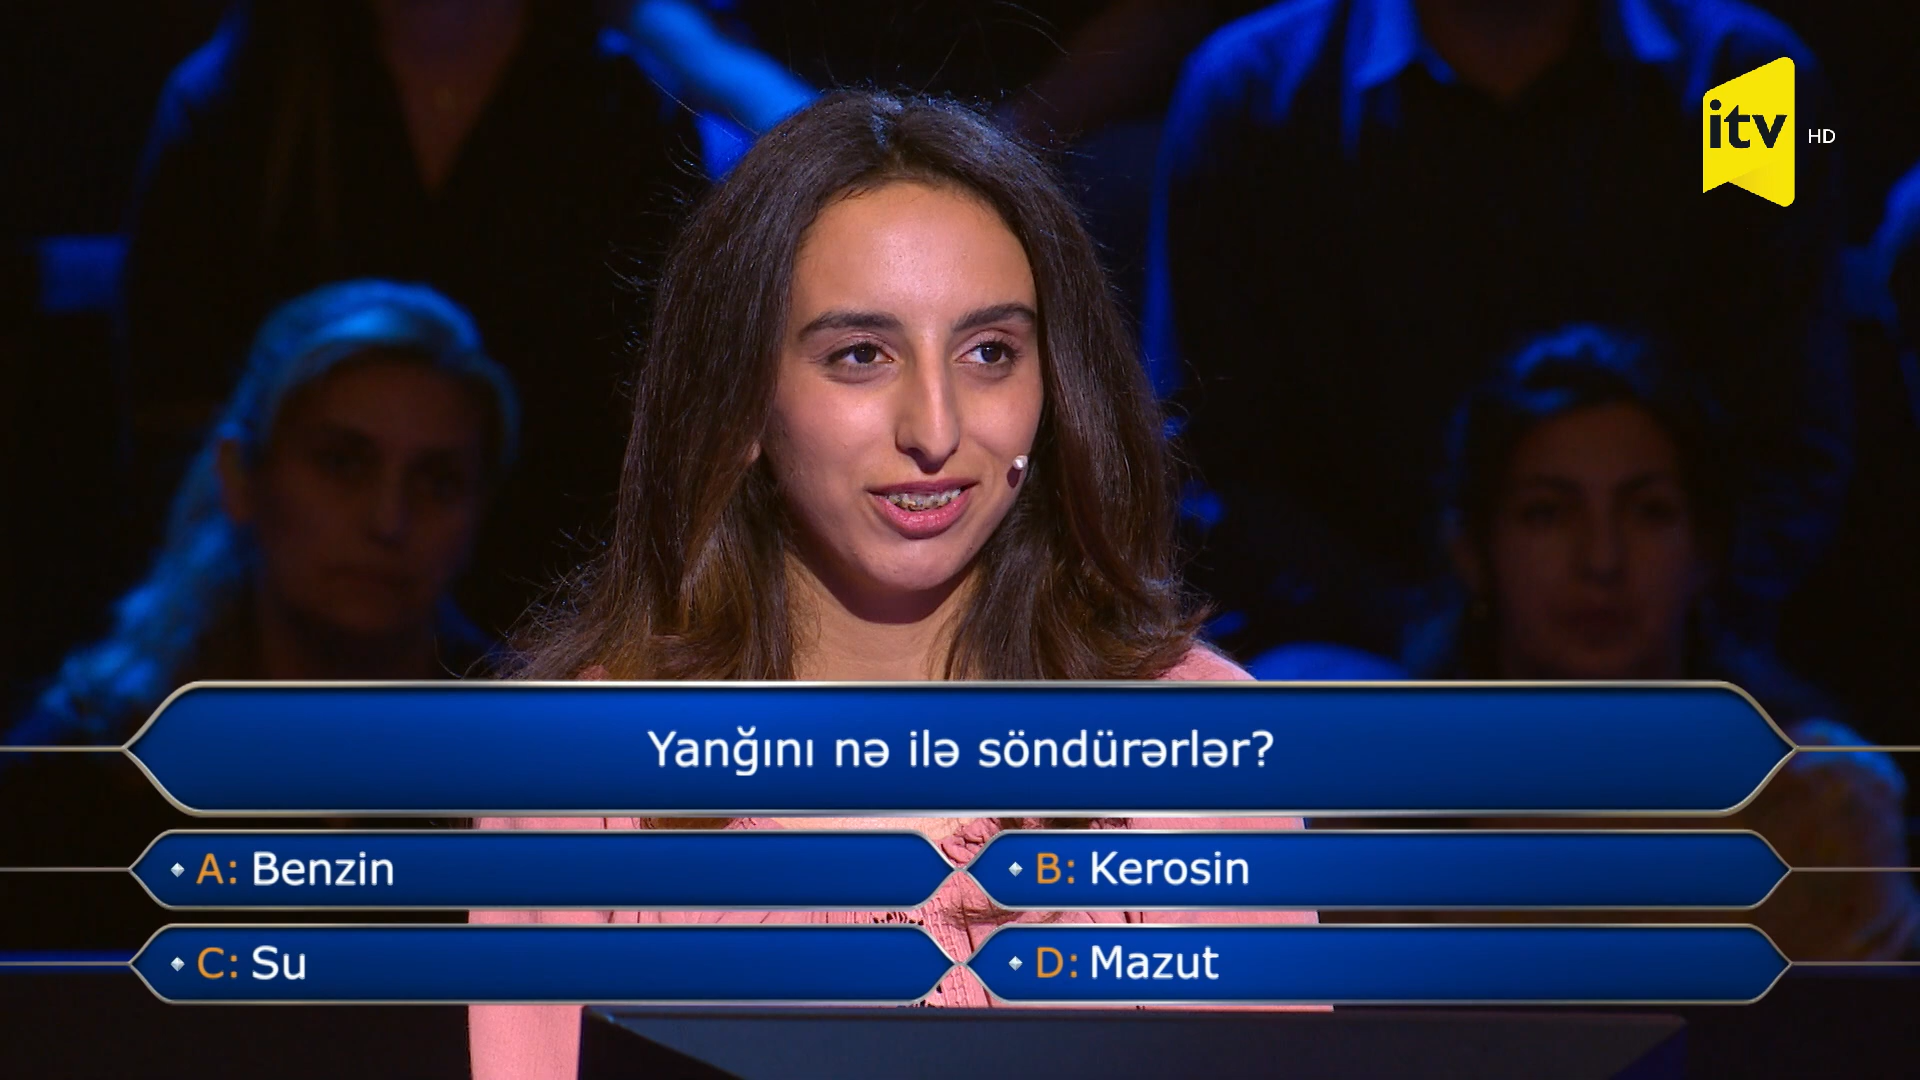 itv HD
Yanğını nə ilə söndürərlər?
A: Benzin
B: Kerosin
C: Su
D: Mazut